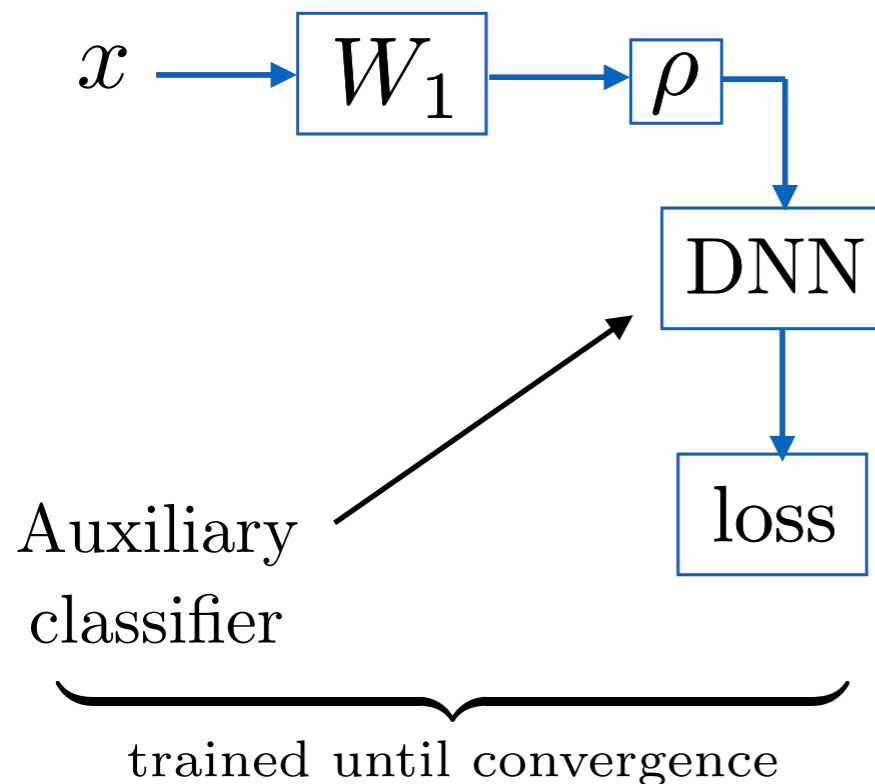 x W₁ ρ
DNN
loss
Auxiliary
classifier
trained until convergence